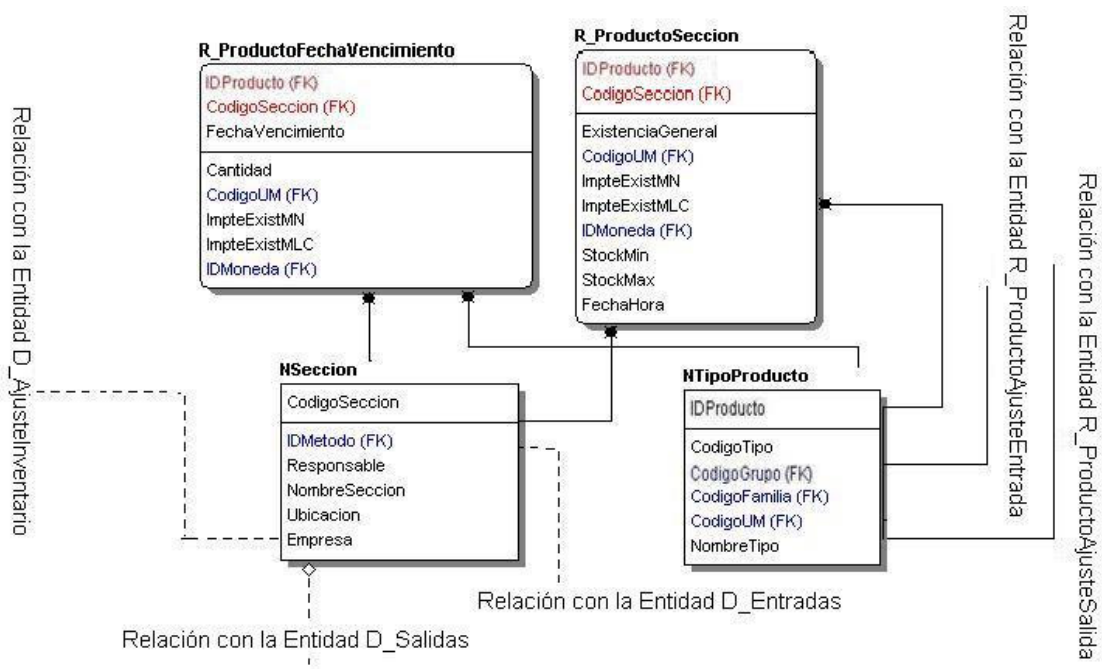 R_ProductoFechaVencimiento
IDProducto (FK)
CodigoSeccion (FK)
FechaVencimiento
Cantidad
CodigoUM (FK)
ImpteExistMN
ImpteExistMLC
IDMoneda (FK)
R_ProductoSeccion
IDProducto (FK)
CodigoSeccion (FK)
ExistenciaGeneral
CodigoUM (FK)
ImpteExistMN
ImpteExistMLC
IDMoneda (FK)
StockMin
StockMax
FechaHora
NSeccion
CodigoSeccion
IDMetodo (FK)
Responsable
NombreSeccion
Ubicacion
Empresa
NTipoProducto
IDProducto
CodigoTipo
CodigoGrupo (FK)
CodigoFamilia (FK)
CodigoUM (FK)
NombreTipo
Relación con la Entidad D_AjusteInventario
Relación con la Entidad R_ProductoAjusteEntrada
Relación con la Entidad R_ProductoAjusteSalida
Relación con la Entidad D_Entradas
Relación con la Entidad D_Salidas